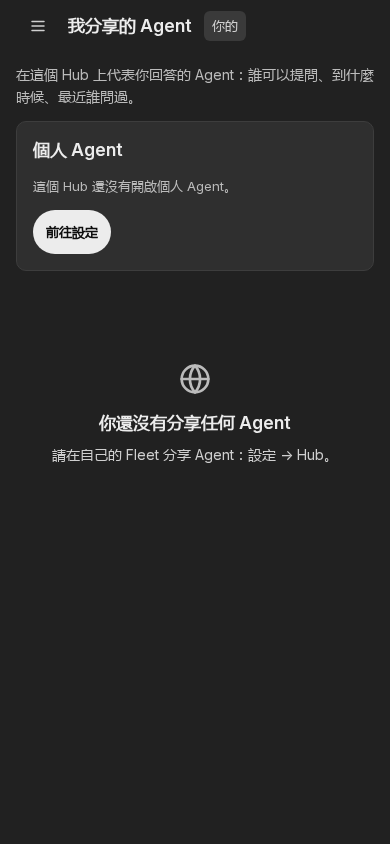 我分享的 Agent 你的
在這個 Hub 上代表你回答的 Agent：誰可以提問、到什麼
時候、最近誰問過。
個人 Agent
這個 Hub 還沒有開啟個人 Agent。
前往設定
你還沒有分享任何 Agent
請在自己的 Fleet 分享 Agent：設定 → Hub。